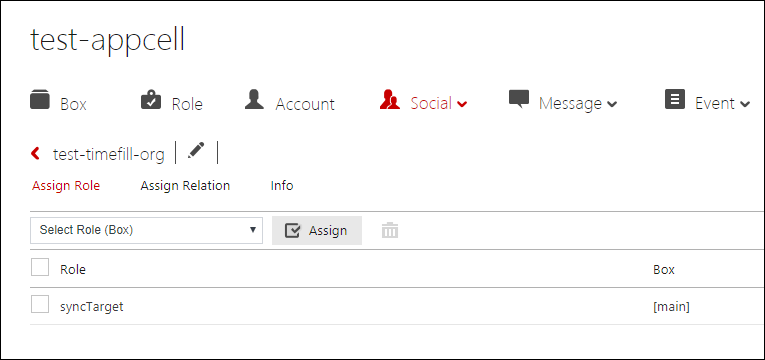 test-appcell
Box Role Account Social Message Event
test-timefill-org
Assign Role Assign Relation Info
Select Role (Box) Assign
Role Box
syncTarget [main]